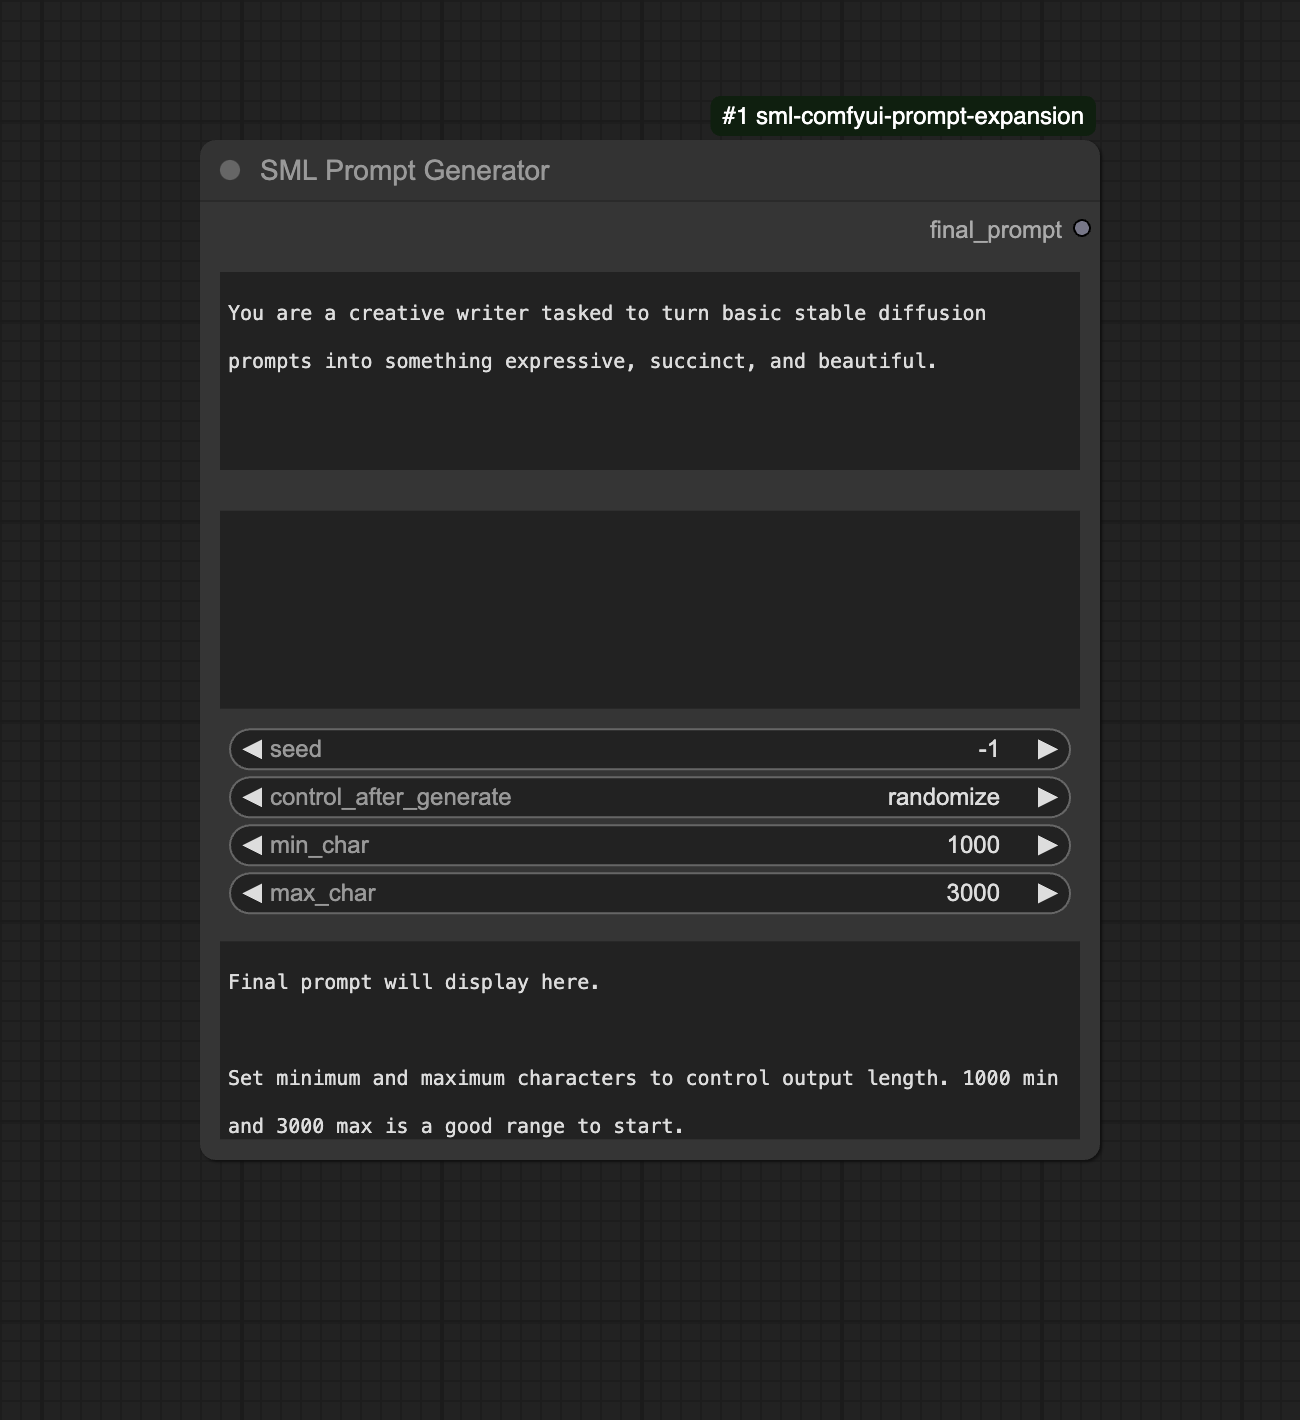 #1 sml-comfyui-prompt-expansion
SML Prompt Generator
final_prompt
You are a creative writer tasked to turn basic stable diffusion
prompts into something expressive, succinct, and beautiful.
seed -1
control_after_generate randomize
min_char 1000
max_char 3000
Final prompt will display here.
Set minimum and maximum characters to control output length. 1000 min
and 3000 max is a good range to start.